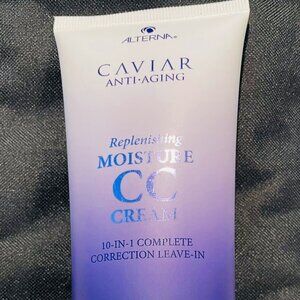 ALTERNA®
CAVIAR
ANTI·AGING
Replenishing
MOISTURE
CC
CREAM
10-IN-1 COMPLETE
CORRECTION LEAVE-IN